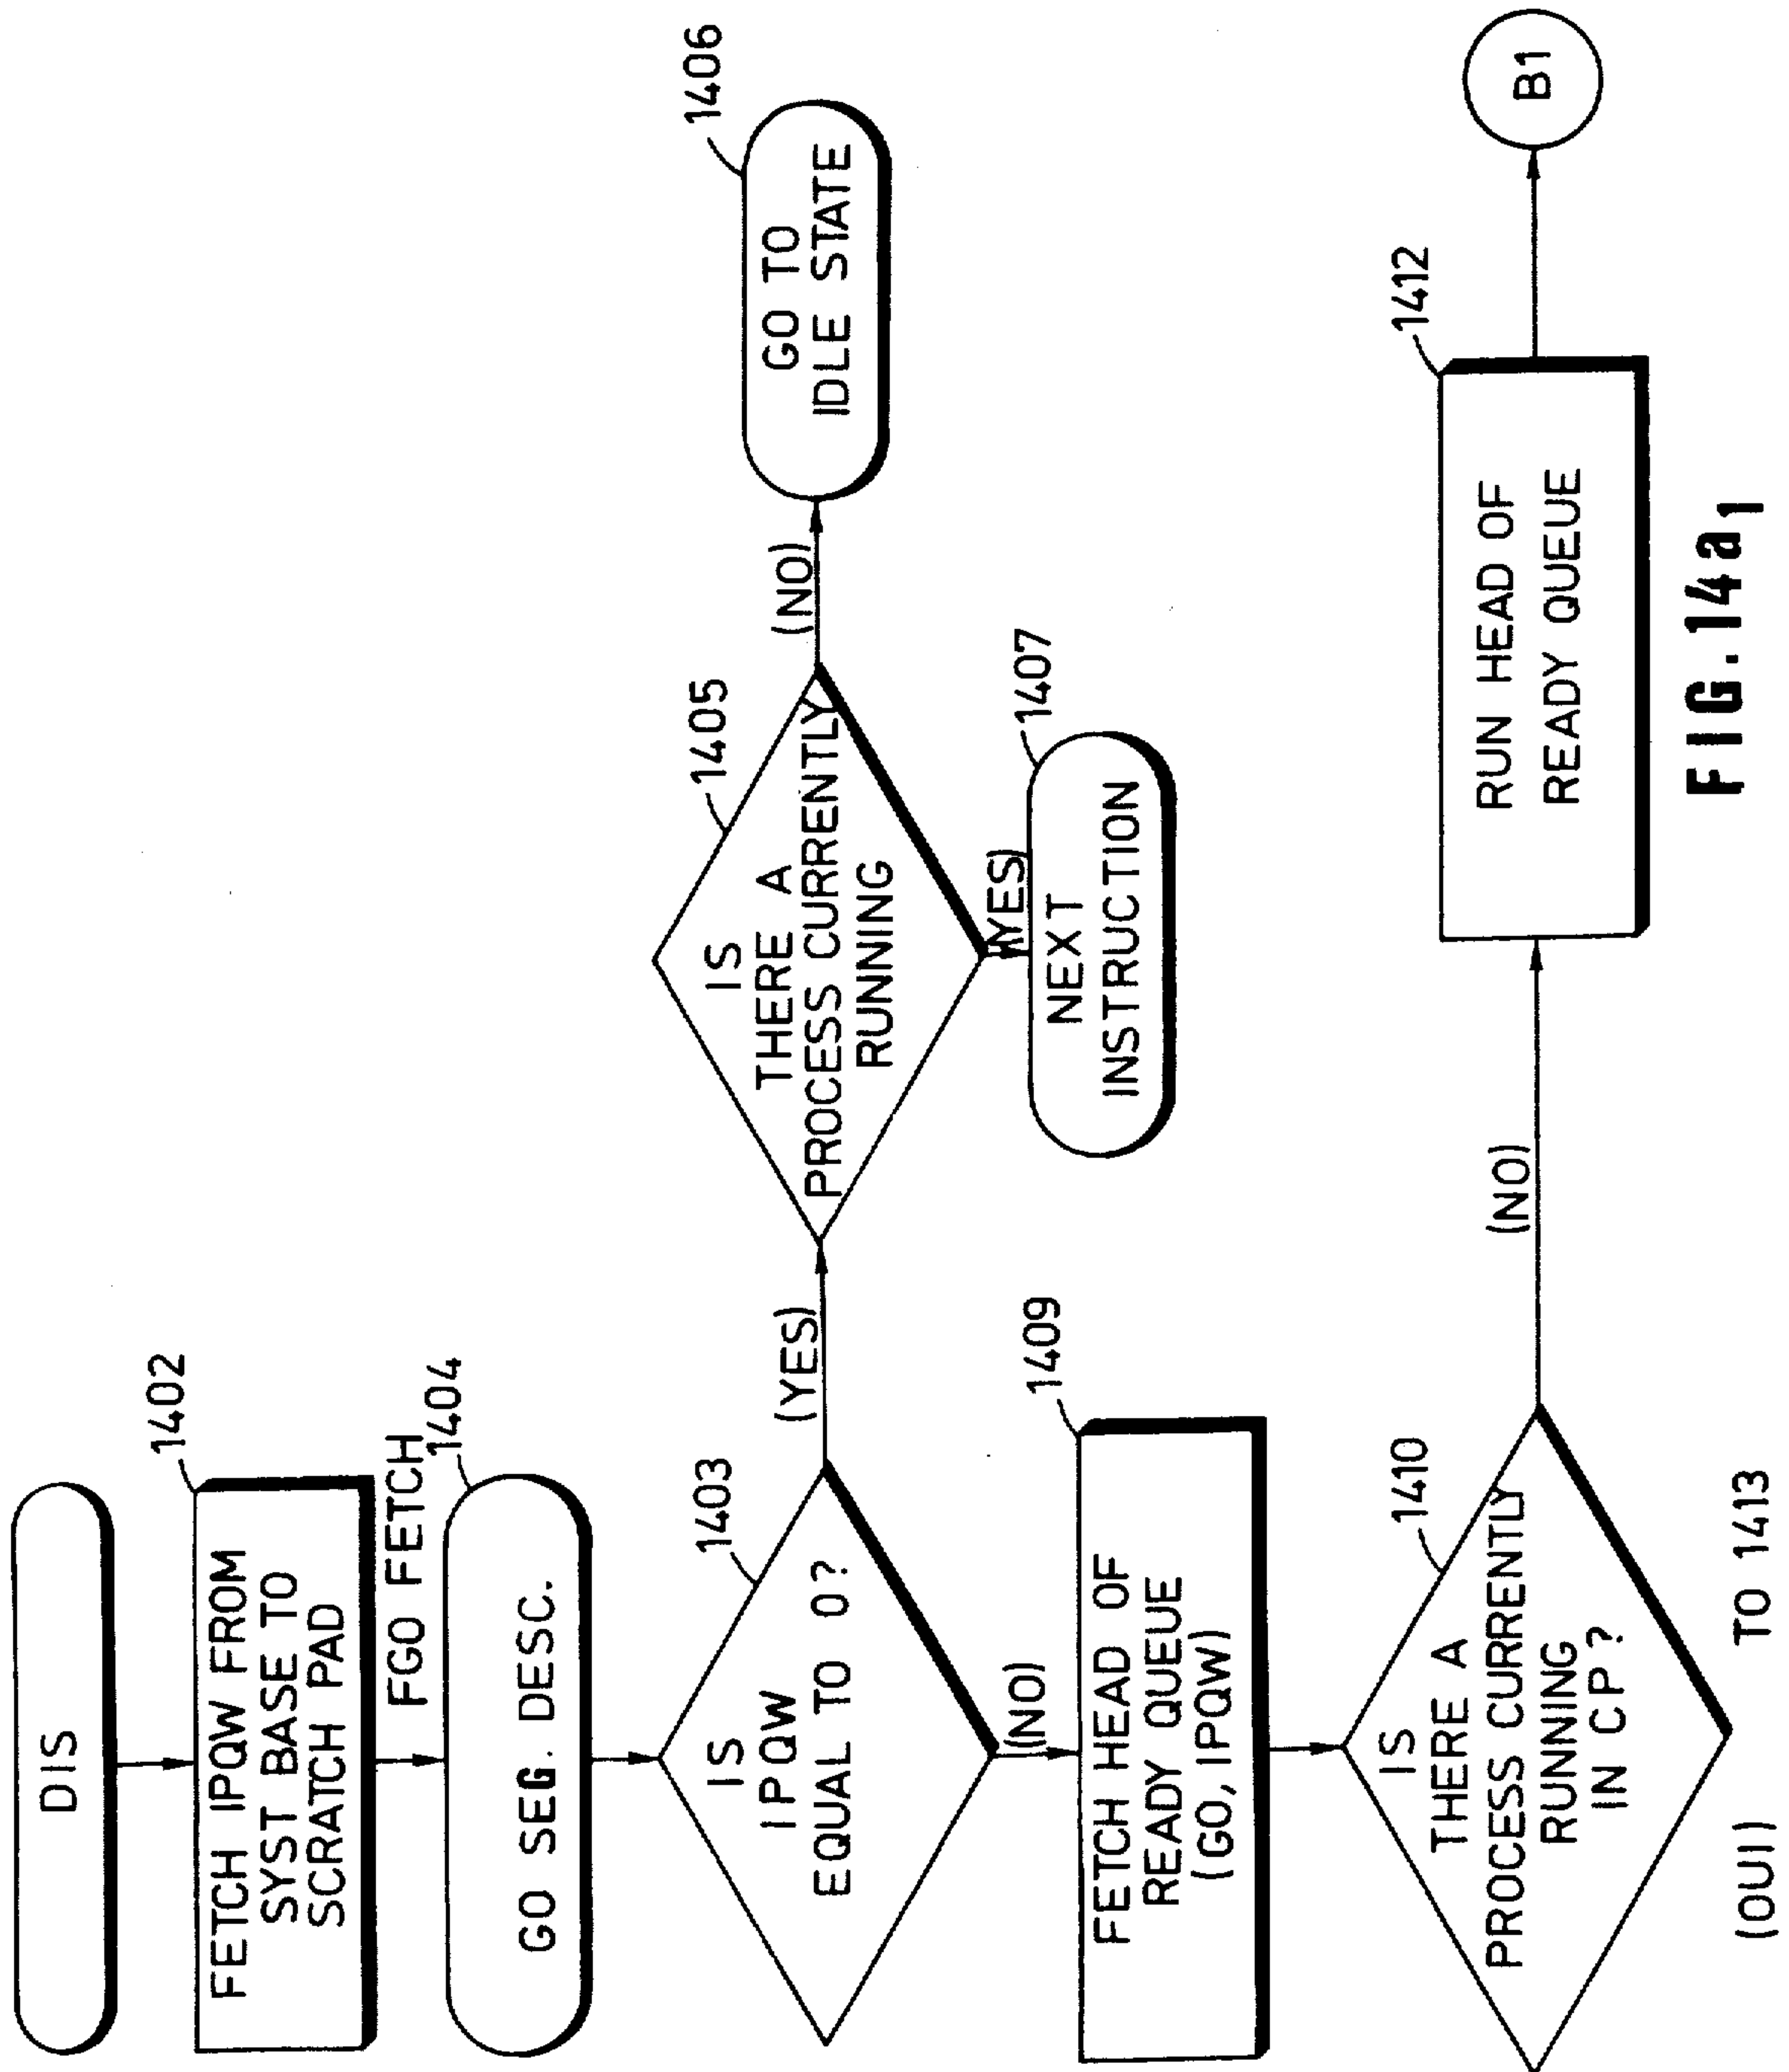 DIS
1402
FETCH IPQW FROM
SYST BASE TO
SCRATCH PAD
FGO FETCH
1404
GO SEG. DESC.
1403
IS
IPQW
EQUAL TO 0?
(YES)
1405
IS
THERE A
PROCESS CURRENTLY
RUNNING
(NO)
1406
GO TO
IDLE STATE
(YES)
1407
NEXT
INSTRUCTION
(NO)
1409
FETCH HEAD OF
READY QUEUE
(GO, IPQW)
1410
IS
THERE A
PROCESS CURRENTLY
RUNNING
IN CP?
(NO)
1412
RUN HEAD OF
READY QUEUE
B1
(OUI) TO 1413
FIG.14a1